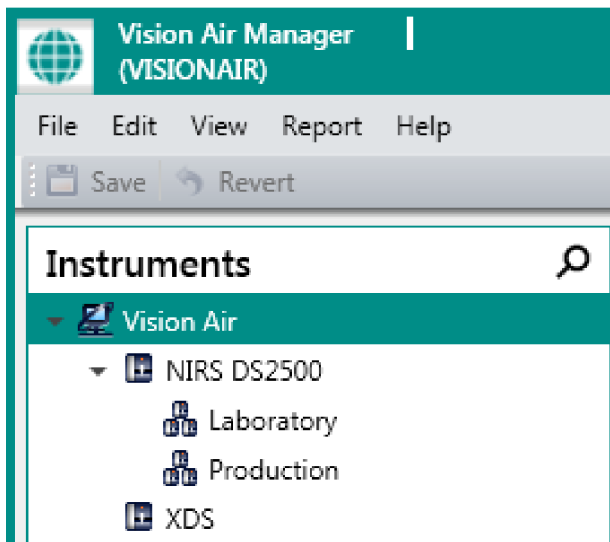 Vision Air Manager
(VISIONAIR)
File Edit View Report Help
Save Revert
Instruments
Vision Air
NIRS DS2500
Laboratory
Production
XDS